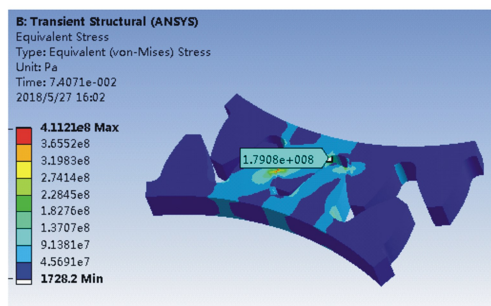 B: Transient Structural (ANSYS)
Equivalent Stress
Type: Equivalent (von-Mises) Stress
Unit: Pa
Time: 7.4071e-002
2018/5/27 16:02
4.1121e8 Max
3.6552e8
3.1983e8
2.7414e8
2.2845e8
1.8276e8
1.3707e8
9.1381e7
4.5691e7
1728.2 Min
1.7908e+008